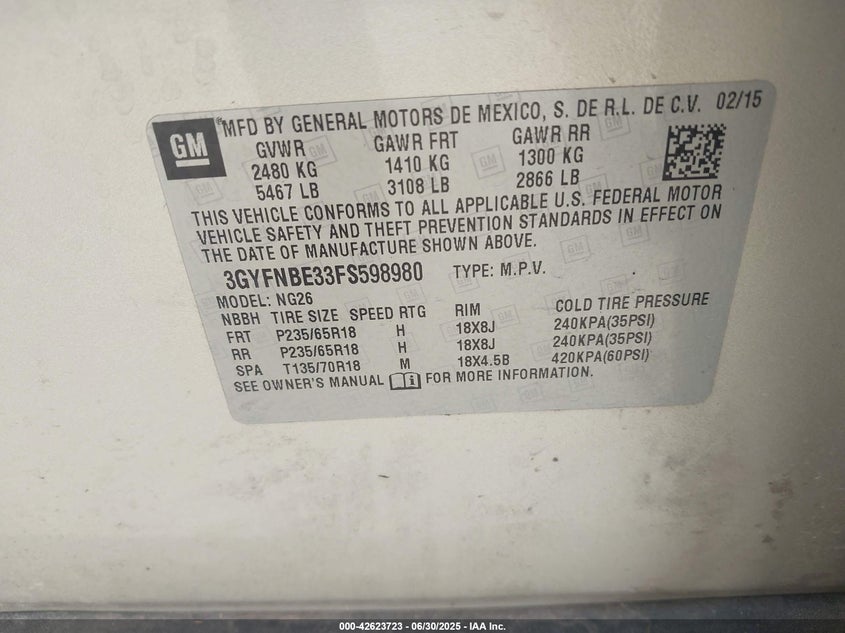 GM
®MFD BY GENERAL MOTORS DE MEXICO, S. DE R.L. DE C.V. 02/15
GVWR GAWR FRT GAWR RR
2480 KG 1410 KG 1300 KG
5467 LB 3108 LB 2866 LB
THIS VEHICLE CONFORMS TO ALL APPLICABLE U.S. FEDERAL MOTOR
VEHICLE SAFETY AND THEFT PREVENTION STANDARDS IN EFFECT ON
THE DATE OF MANUFACTURE SHOWN ABOVE.
3GYFNBE33FS598980 TYPE: M.P.V.
MODEL: NG26
NBBH TIRE SIZE SPEED RTG RIM COLD TIRE PRESSURE
FRT P235/65R18 H 18X8J 240KPA(35PSI)
RR P235/65R18 H 18X8J 240KPA(35PSI)
SPA T135/70R18 M 18X4.5B 420KPA(60PSI)
SEE OWNER'S MANUAL FOR MORE INFORMATION.
000-42623723 - 06/30/2025 - IAA Inc.